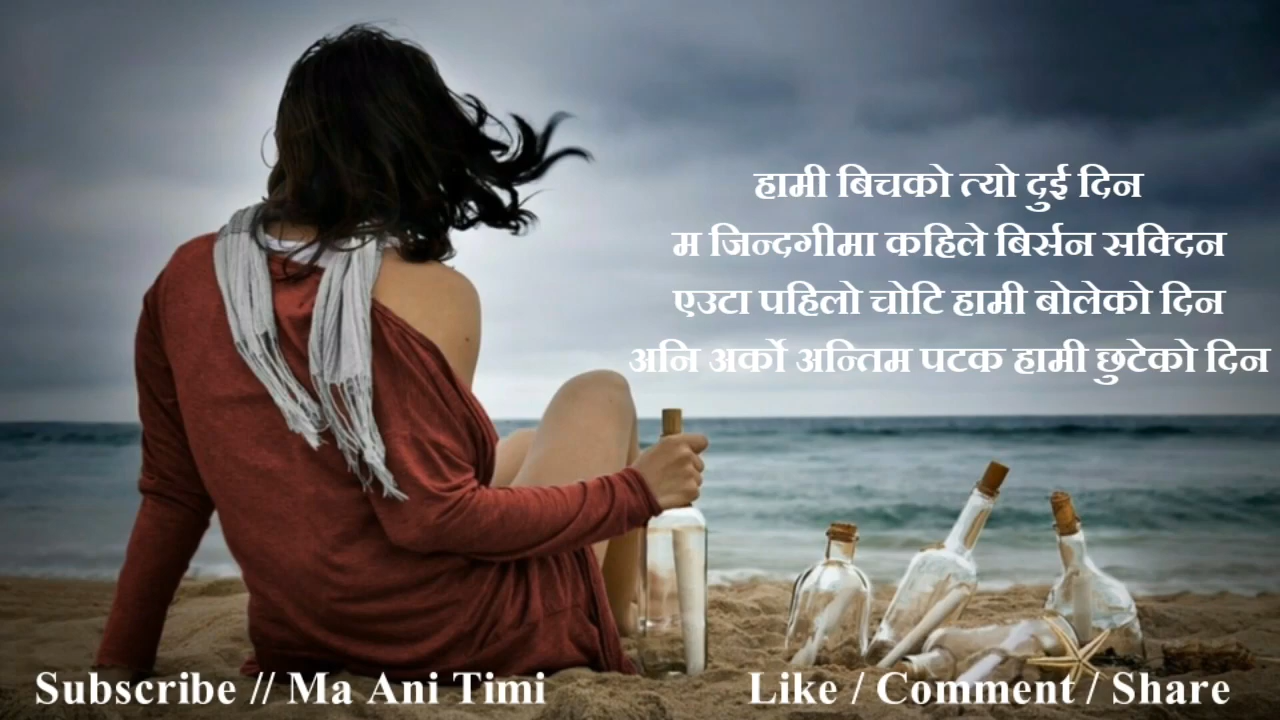 हामी बिचको त्यो दुई दिन
म जिन्दगीमा कहिले बिर्सन सक्दिन
एउटा पहिलो चोटि हामी बोलेको दिन
अनि अर्को अन्तिम पटक हामी छुटेको दिन
Subscribe // Ma Ani Timi
Like / Comment / Share